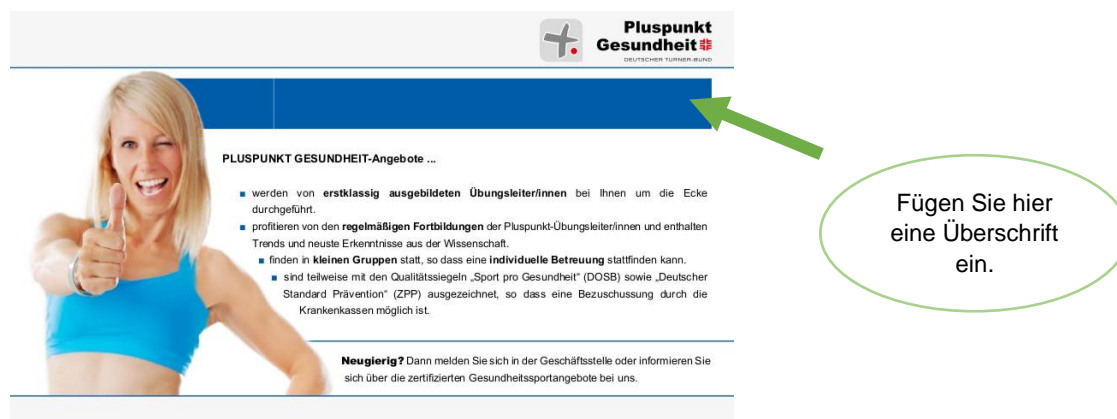 Pluspunkt
Gesundheit
DEUTSCHER TURNER-BUND
PLUSPUNKT GESUNDHEIT-Angebote ...
werden von erstklassig ausgebildeten Übungsleiter/innen bei Ihnen um die Ecke
durchgeführt.
profitieren von den regelmäßigen Fortbildungen der Pluspunkt-Übungsleiter/innen und enthalten
Trends und neuste Erkenntnisse aus der Wissenschaft.
finden in kleinen Gruppen statt, so dass eine individuelle Betreuung stattfinden kann.
sind teilweise mit den Qualitätssiegeln „Sport pro Gesundheit“ (DOSB) sowie „Deutscher
Standard Prävention“ (ZPP) ausgezeichnet, so dass eine Bezuschussung durch die
Krankenkassen möglich ist.
Neugierig? Dann melden Sie sich in der Geschäftsstelle oder informieren Sie
sich über die zertifizierten Gesundheitssportangebote bei uns.
Fügen Sie hier
eine Überschrift
ein.